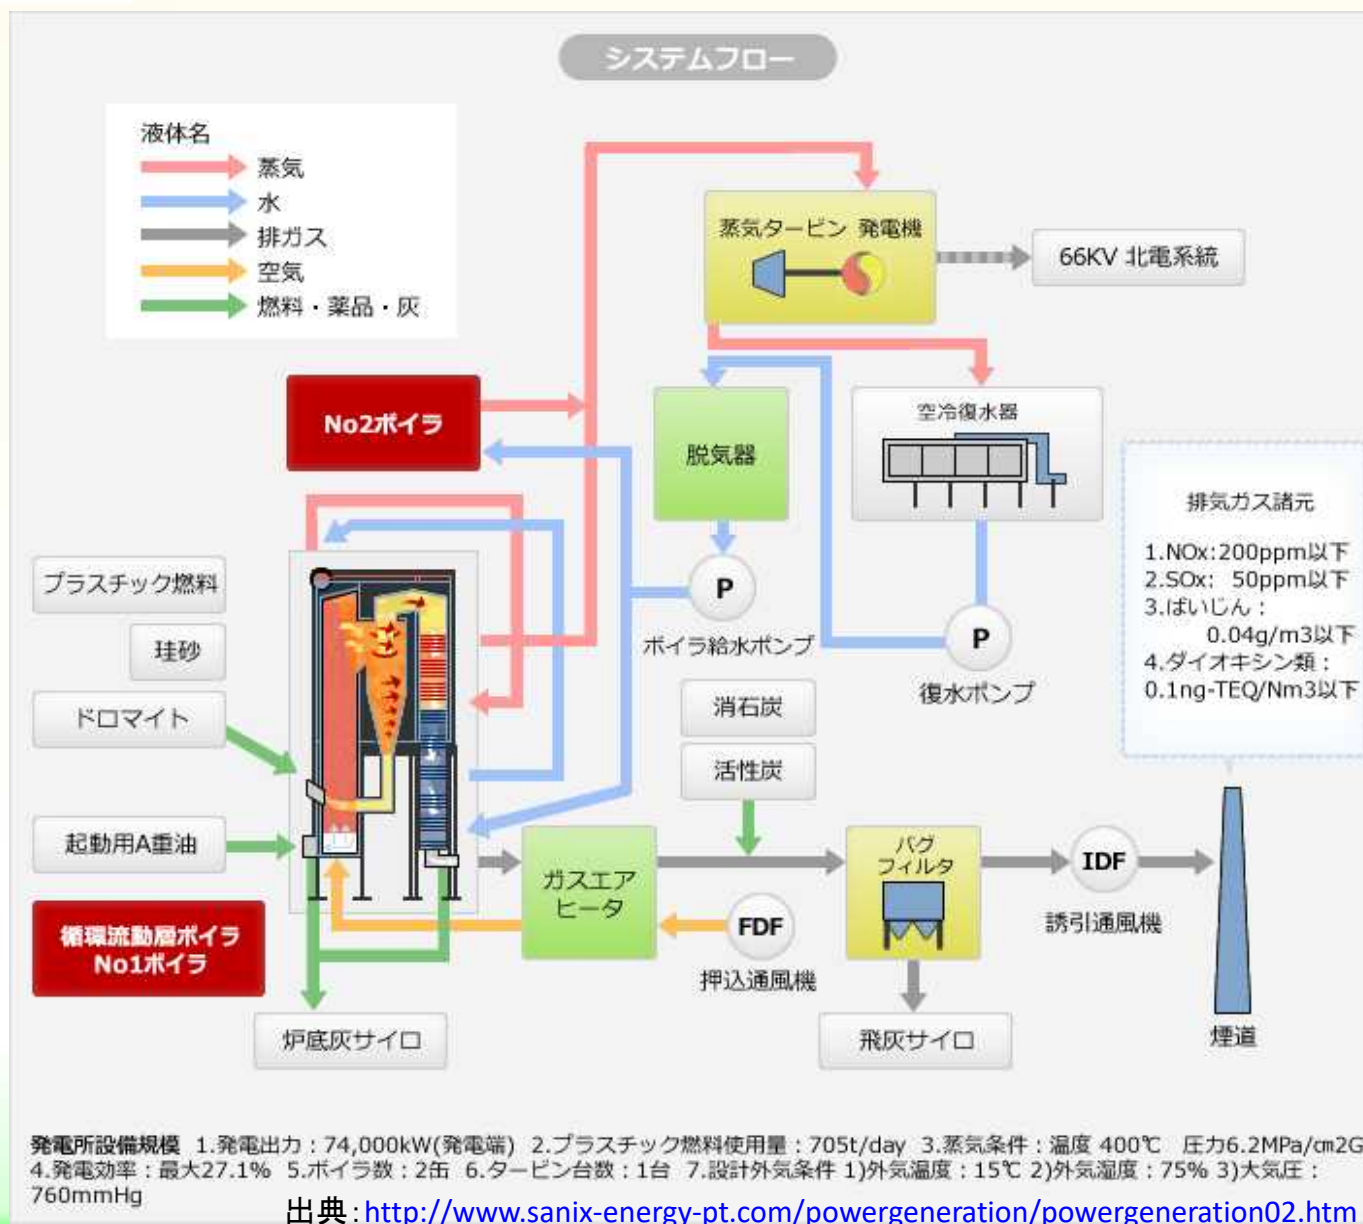 システムフロー
液体名
蒸気
水
排ガス
空気
燃料・薬品・灰
蒸気タービン 発電機
66KV 北電系統
No2ボイラ
脱気器
空冷復水器
排気ガス諸元
1.NOx:200ppm以下
2.SOx: 50ppm以下
3.ばいじん:
0.04g/m3以下
4.ダイオキシン類:
0.1ng-TEQ/Nm3以下
プラスチック燃料
珪砂
ドロマイト
起動用A重油
P
ボイラ給水ポンプ
P
復水ポンプ
消石炭
活性炭
ガスエア
ヒータ
バグ
フィルタ
IDF
誘引通風機
FDF
押込通風機
循環流動層ボイラ
No1ボイラ
炉底灰サイロ
飛灰サイロ
煙道
発電所設備規模 1.発電出力:74,000kW(発電端) 2.プラスチック燃料使用量:705t/day 3.蒸気条件:温度 400℃ 圧力6.2MPa/cm2G
4.発電効率:最大27.1% 5.ボイラ数:2缶 6.タービン台数:1台 7.設計外気条件 1)外気温度:15℃ 2)外気湿度:75% 3)大気圧:
760mmHg
出典:http://www.sanix-energy-pt.com/powergeneration/powergeneration02.htm